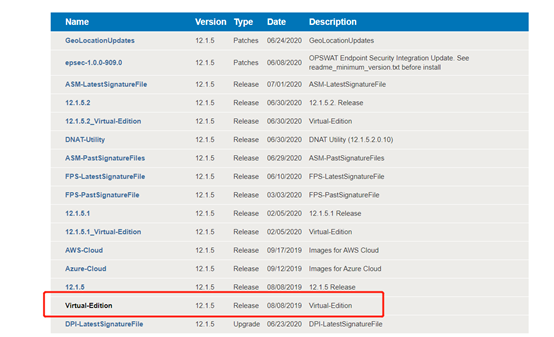 Name Version Type Date Description
GeoLocationUpdates 12.1.5 Patches 06/24/2020 GeoLocationUpdates
epsec-1.0.0-909.0 12.1.5 Patches 06/08/2020 OPSWAT Endpoint Security Integration Update. See
readme_minimum_version.txt before install
ASM-LatestSignatureFile 12.1.5 Release 07/01/2020 ASM-LatestSignatureFile
12.1.5.2 12.1.5 Release 06/30/2020 12.1.5.2. Release
12.1.5.2_Virtual-Edition 12.1.5 Release 06/30/2020 Virtual-Edition
DNAT-Utility 12.1.5 Release 06/30/2020 DNAT Utility (12.1.5.2.0.10)
ASM-PastSignatureFiles 12.1.5 Release 06/29/2020 ASM-PastSignatureFiles
FPS-LatestSignatureFile 12.1.5 Release 06/10/2020 FPS-LatestSignatureFile
FPS-PastSignatureFile 12.1.5 Release 03/03/2020 FPS-PastSignatureFile
12.1.5.1 12.1.5 Release 02/05/2020 12.1.5.1 Release
12.1.5.1_Virtual-Edition 12.1.5 Release 02/05/2020 Virtual-Edition
AWS-Cloud 12.1.5 Release 09/17/2019 Images for AWS Cloud
Azure-Cloud 12.1.5 Release 09/12/2019 Images for Azure Cloud
12.1.5 12.1.5 Release 08/08/2019 12.1.5 Release
Virtual-Edition 12.1.5 Release 08/08/2019 Virtual-Edition
DPI-LatestSignatureFile 12.1.5 Upgrade 06/23/2020 DPI-LatestSignatureFile